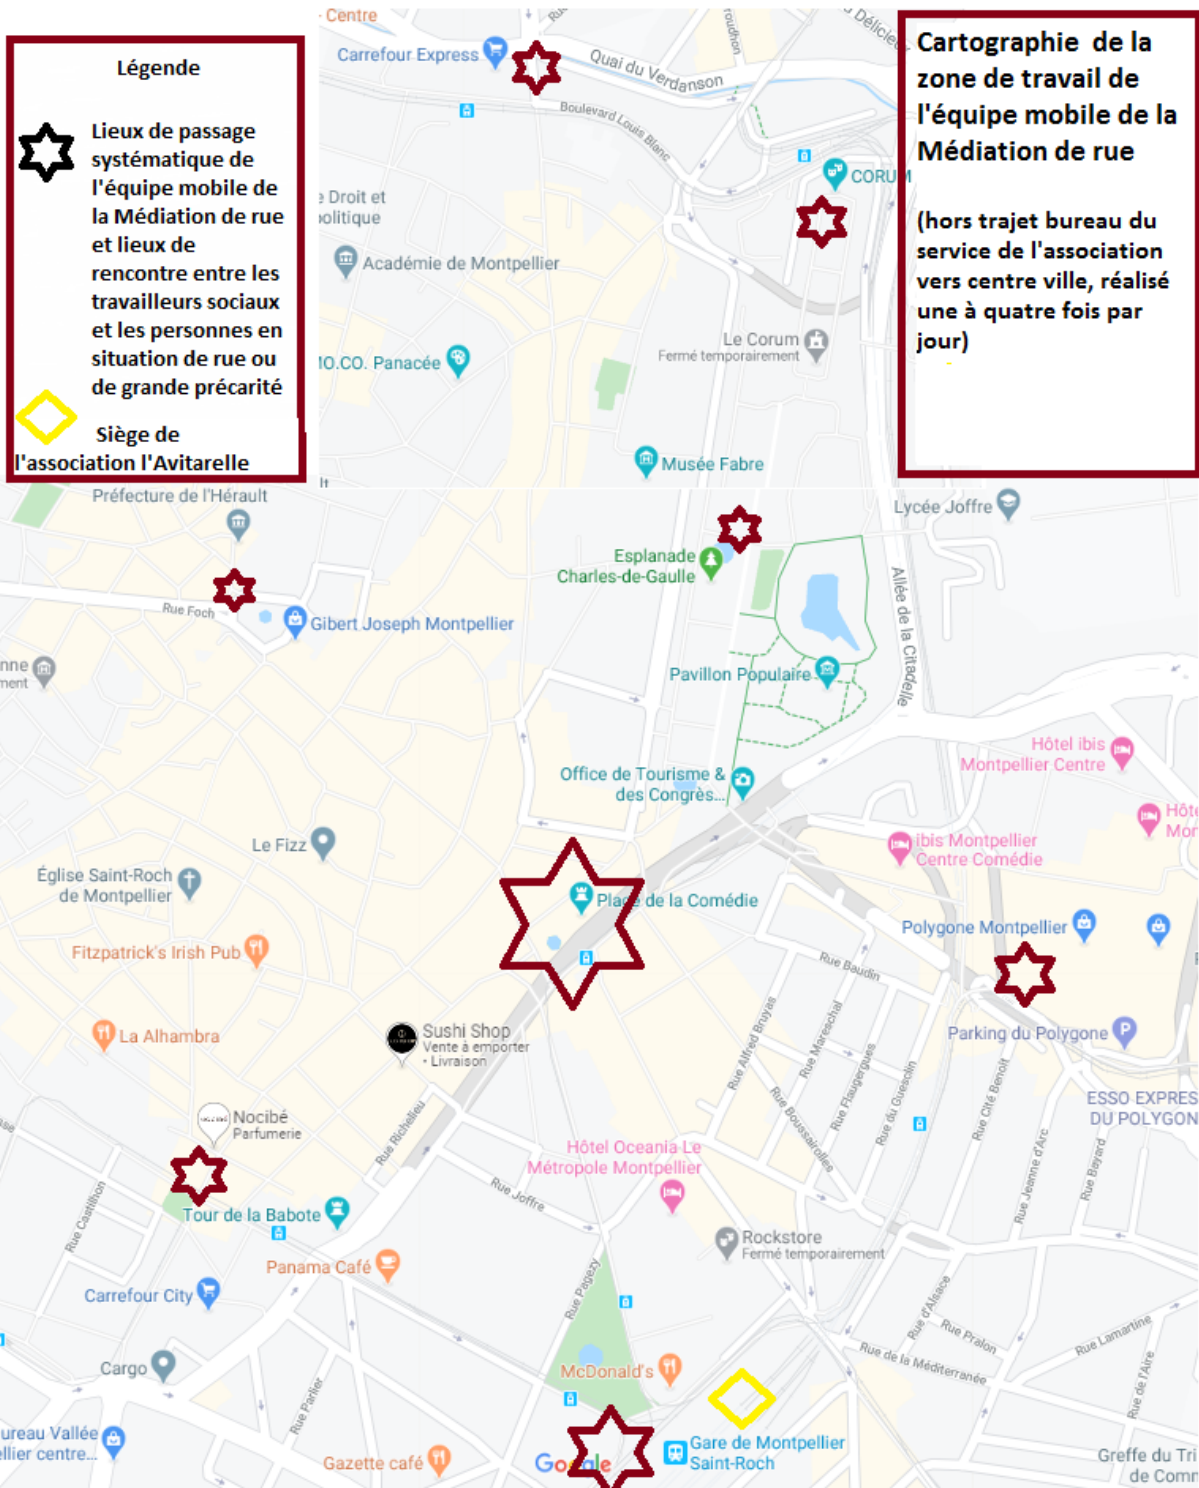 Légende
Lieux de passage
systématique de
l'équipe mobile de
la Médiation de rue
et lieux de
rencontre entre les
travailleurs sociaux
et les personnes en
situation de rue ou
de grande précarité
Siège de
l'association l'Avitarelle
Cartographie de la
zone de travail de
l'équipe mobile de la
Médiation de rue
(hors trajet bureau du
service de l'association
vers centre ville, réalisé
une à quatre fois par
jour)
- Centre
Carrefour Express
Quai du Verdanson
Boulevard Louis Blanc
CORUM
e Droit et
politique
Académie de Montpellier
Le Corum
Fermé temporairement
MO.CO. Panacée
Musée Fabre
Préfecture de l'Hérault
Lycée Joffre
Esplanade
Charles-de-Gaulle
Rue Foch
Gibert Joseph Montpellier
Allée de la Citadelle
Pavillon Populaire
Hôtel ibis
Montpellier Centre
Office de Tourisme &
des Congrès...
Hôte
Mor
Le Fizz
ibis Montpellier
Centre Comédie
Église Saint-Roch
de Montpellier
Place de la Comédie
Polygone Montpellier
Fitzpatrick's Irish Pub
Rue Baudin
La Alhambra
Sushi Shop
Vente à emporter
• Livraison
Rue Alfred Bruyas
Rue Mareschal
Rue Flaugergues
Rue du Guesclin
Rue Boussairolles
Parking du Polygone
Rue Cité Benoît
ESSO EXPRES
DU POLYGON
Nocibé
Parfumerie
Rue Richelieu
Hôtel Oceania Le
Métropole Montpellier
Rue Jeanne d'Arc
Rue Bayard
Rue Joffre
Rue Castilhon
Tour de la Babote
Rockstore
Fermé temporairement
Panama Café
Rue Pagezy
Carrefour City
Rue d'Alsace
Rue Pralon
Rue Lamartine
Rue de la Méditerranée
Rue de l'Aire
Cargo
McDonald's
Rue Parlier
ureau Vallée
ellier centre...
Gazette café
Google
Gare de Montpellier
Saint-Roch
Greffe du Tri
de Comm